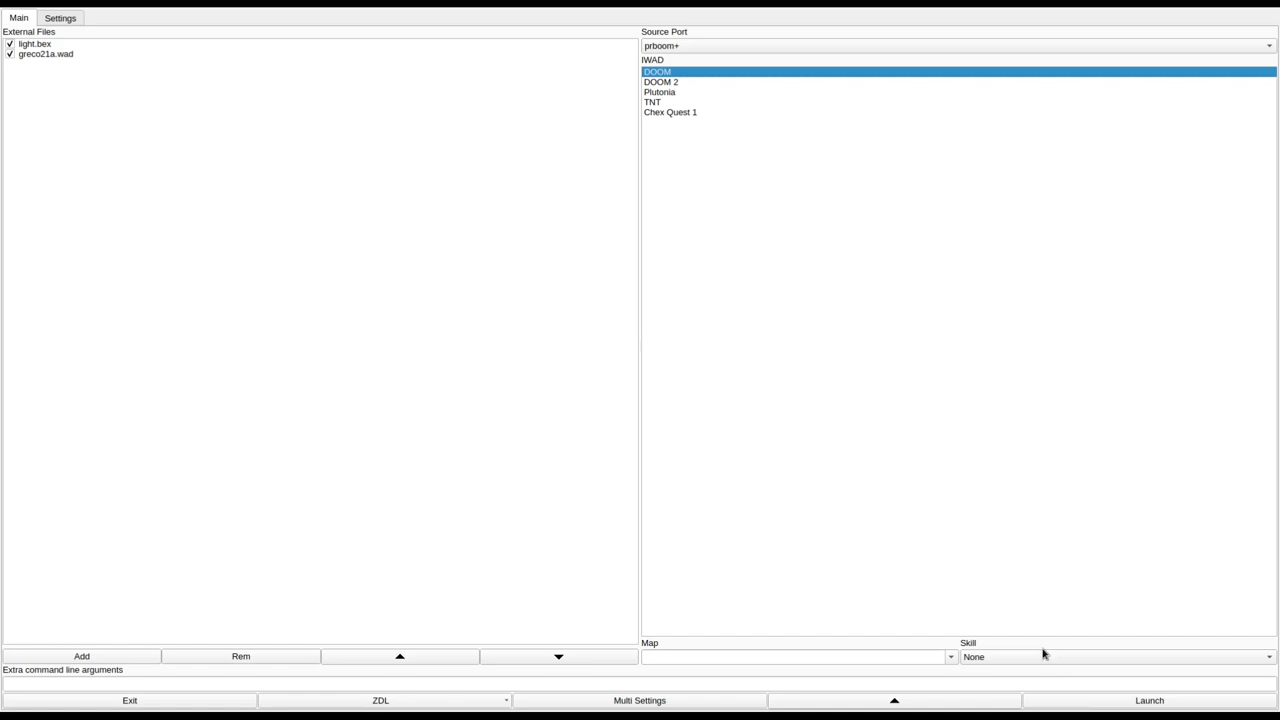 Main Settings
External Files
light.bex
greco21a.wad
Source Port
prboom+
IWAD
DOOM
DOOM 2
Plutonia
TNT
Chex Quest 1
Map Skill
None
Add Rem
Extra command line arguments
Exit ZDL Multi Settings Launch